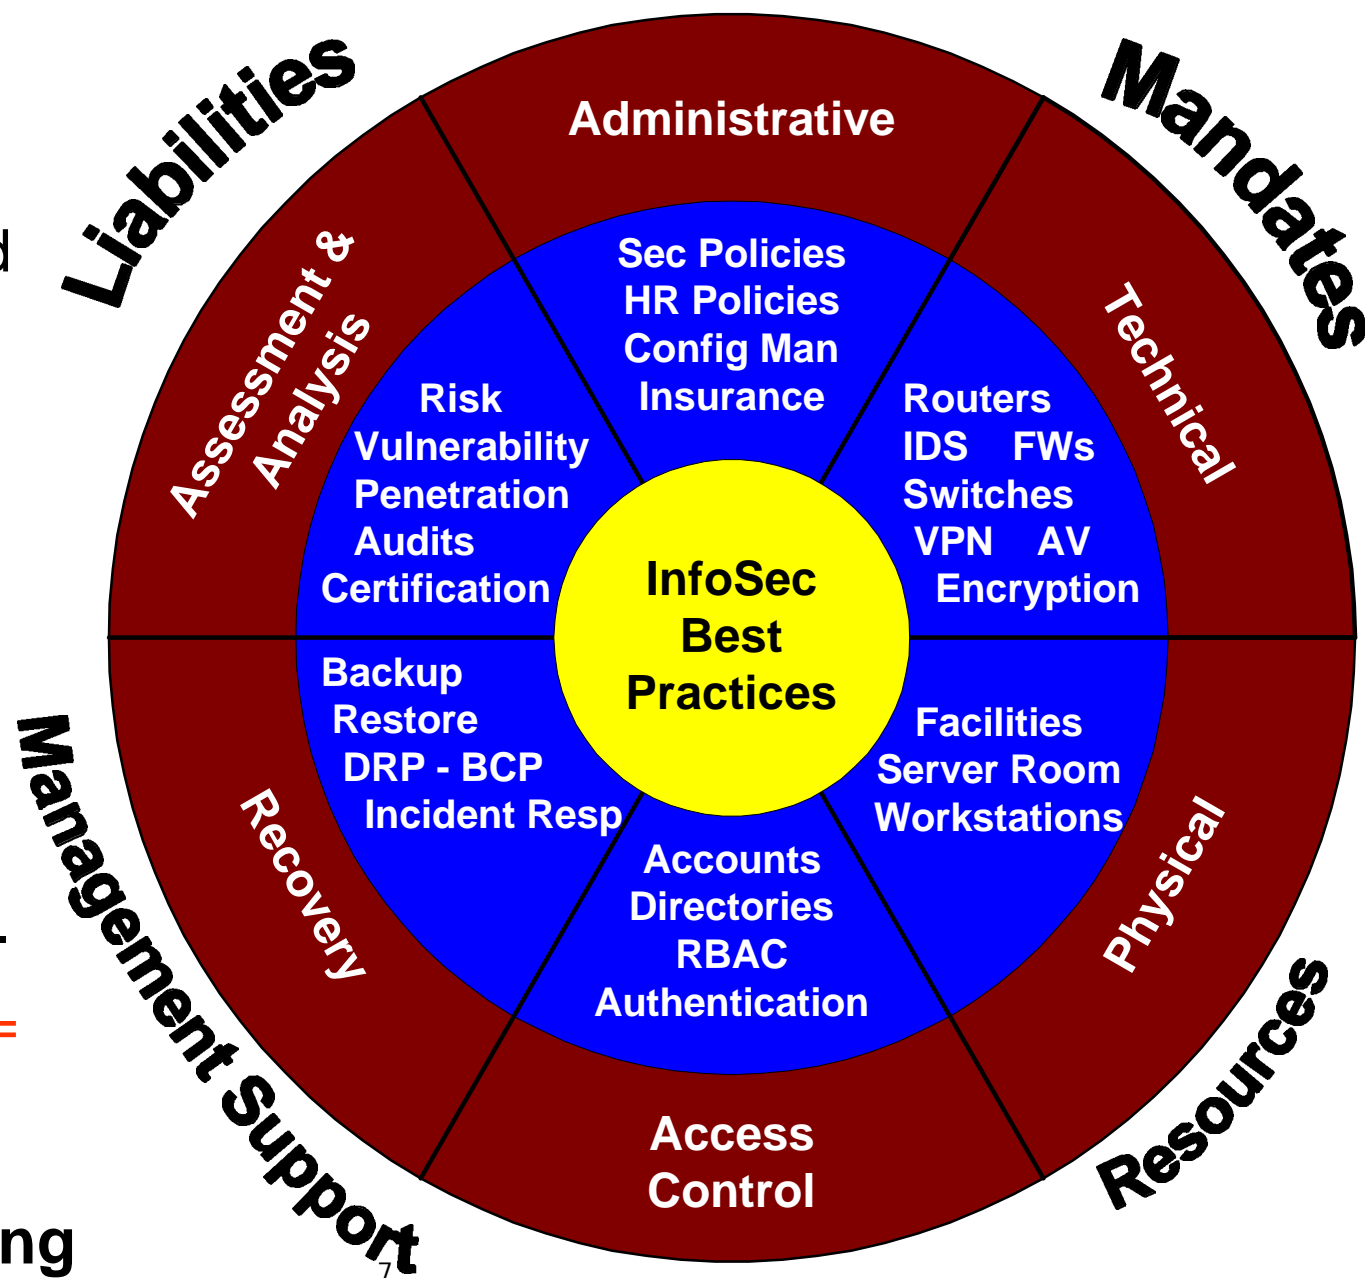 Liabilities
Mandates
Administrative
Sec Policies
HR Policies
Config Man
Insurance
Technical
Routers
IDS FWs
Switches
VPN AV
Encryption
Physical
Facilities
Server Room
Workstations
Access
Control
Accounts
Directories
RBAC
Authentication
Recovery
Backup
Restore
DRP - BCP
Incident Resp
Assessment &
Analysis
Risk
Vulnerability
Penetration
Audits
Certification
InfoSec
Best
Practices
Management Support
Resources
d
=
ng
7